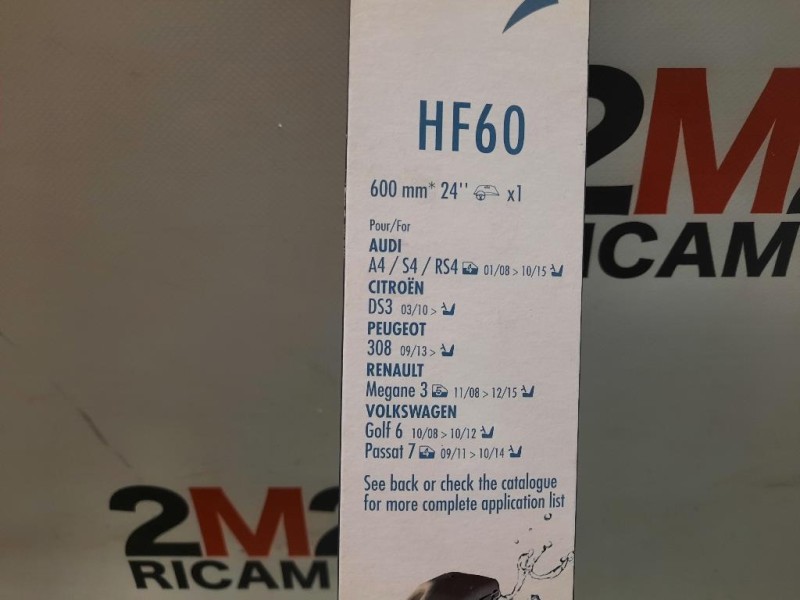 HF60
600 mm* 24'' x1
Pour/For
AUDI
A4 / S4 / RS4 01/08 > 10/15
CITROËN
DS3 03/10 >
PEUGEOT
308 09/13 >
RENAULT
Megane 3 11/08 > 12/15
VOLKSWAGEN
Golf 6 10/08 > 10/12
Passat 7 09/11 > 10/14
See back or check the catalogue
for more complete application list
2M
RICAM
2M2
RICAM